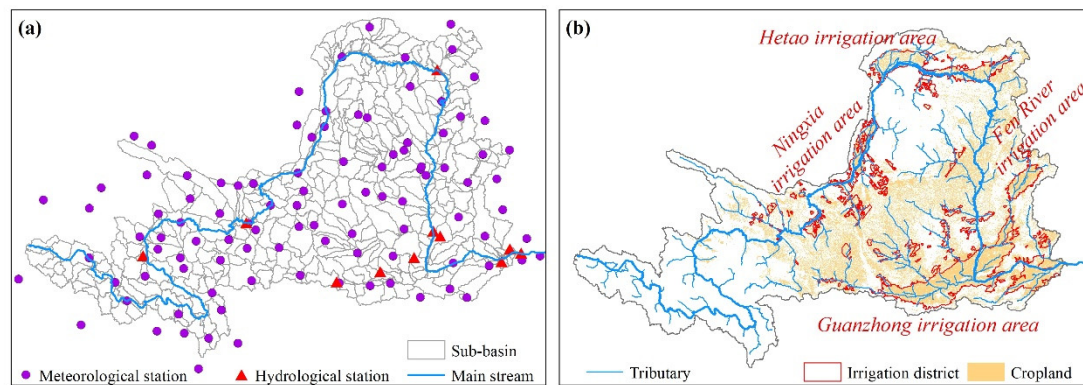 (a)
Sub-basin
Meteorological station
Hydrological station
Main stream
(b)
Hetao irrigation area
Ningxia
irrigation area
Fen River
irrigation area
Guanzhong irrigation area
Tributary
Irrigation district
Cropland